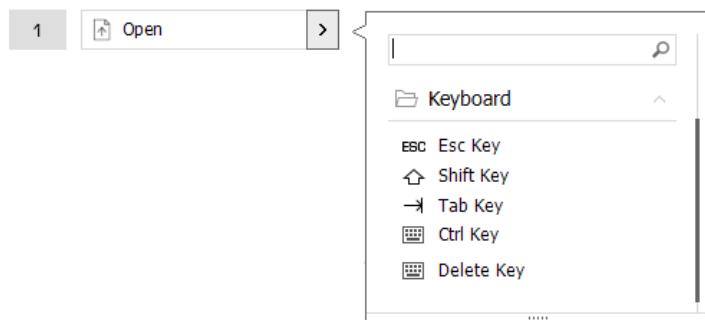 1
Open
Keyboard
ESC Esc Key
Shift Key
Tab Key
Ctrl Key
Delete Key